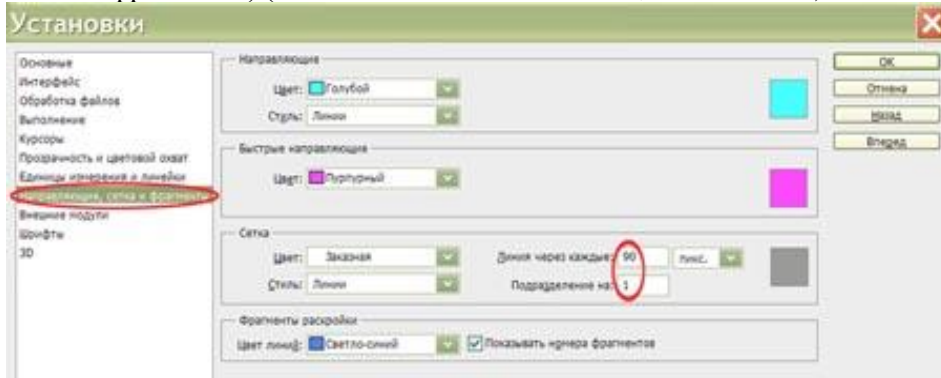 Установки
Основные
Интерфейс
Обработка файлов
Выполнение
Курсоры
Прозрачность и цветовой охват
Единицы измерения и линейки
Направляющие, сетка и фрагменты
Внешние модули
Шрифты
3D
Направляющие
Цвет: Голубой
Стиль: Линии
Быстрые направляющие
Цвет: Пурпурный
Сетка
Цвет: Заказная
Линия через каждые: 90 пикс.
Стиль: Линии
Подразделение на: 1
Фрагменты раскройки
Цвет линий: Светло-синий
Показывать номера фрагментов
OK
Отмена
Назад
Вперед